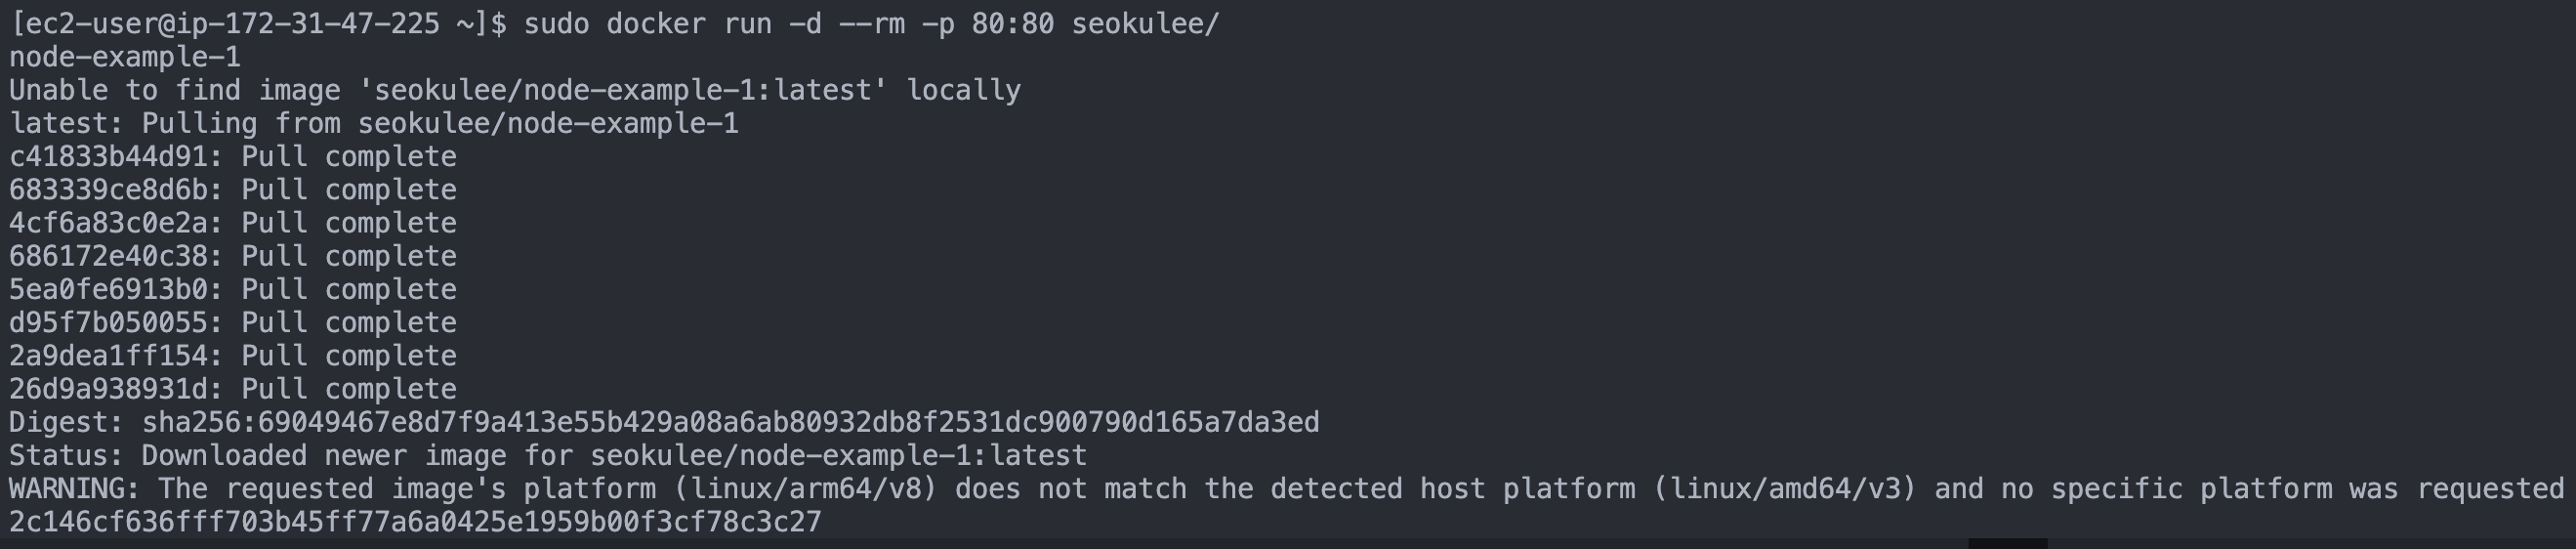 [ec2-user@ip-172-31-47-225 ~]$ sudo docker run -d --rm -p 80:80 seokulee/
node-example-1
Unable to find image 'seokulee/node-example-1:latest' locally
latest: Pulling from seokulee/node-example-1
c41833b44d91: Pull complete
683339ce8d6b: Pull complete
4cf6a83c0e2a: Pull complete
686172e40c38: Pull complete
5ea0fe6913b0: Pull complete
d95f7b050055: Pull complete
2a9dea1ff154: Pull complete
26d9a938931d: Pull complete
Digest: sha256:69049467e8d7f9a413e55b429a08a6ab80932db8f2531dc900790d165a7da3ed
Status: Downloaded newer image for seokulee/node-example-1:latest
WARNING: The requested image's platform (linux/arm64/v8) does not match the detected host platform (linux/amd64/v3) and no specific platform was requested
2c146cf636fff703b45ff77a6a0425e1959b00f3cf78c3c27